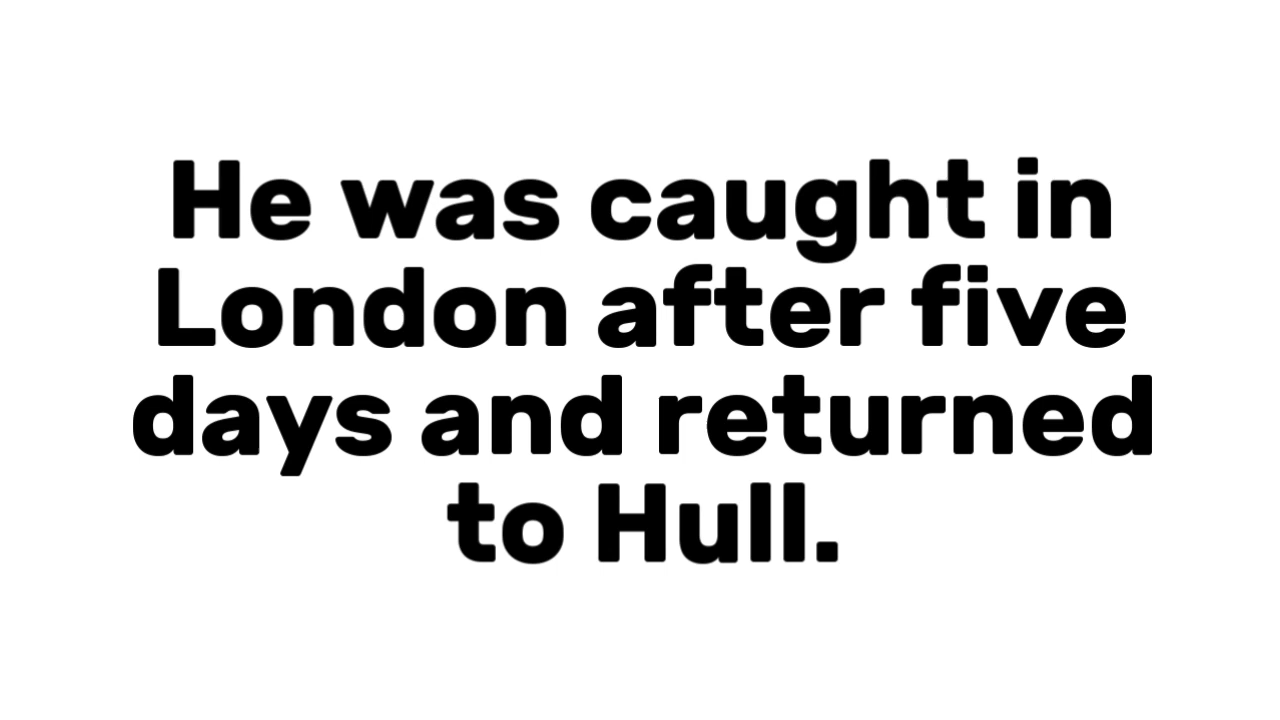 He was caught in
London after five
days and returned
to Hull.